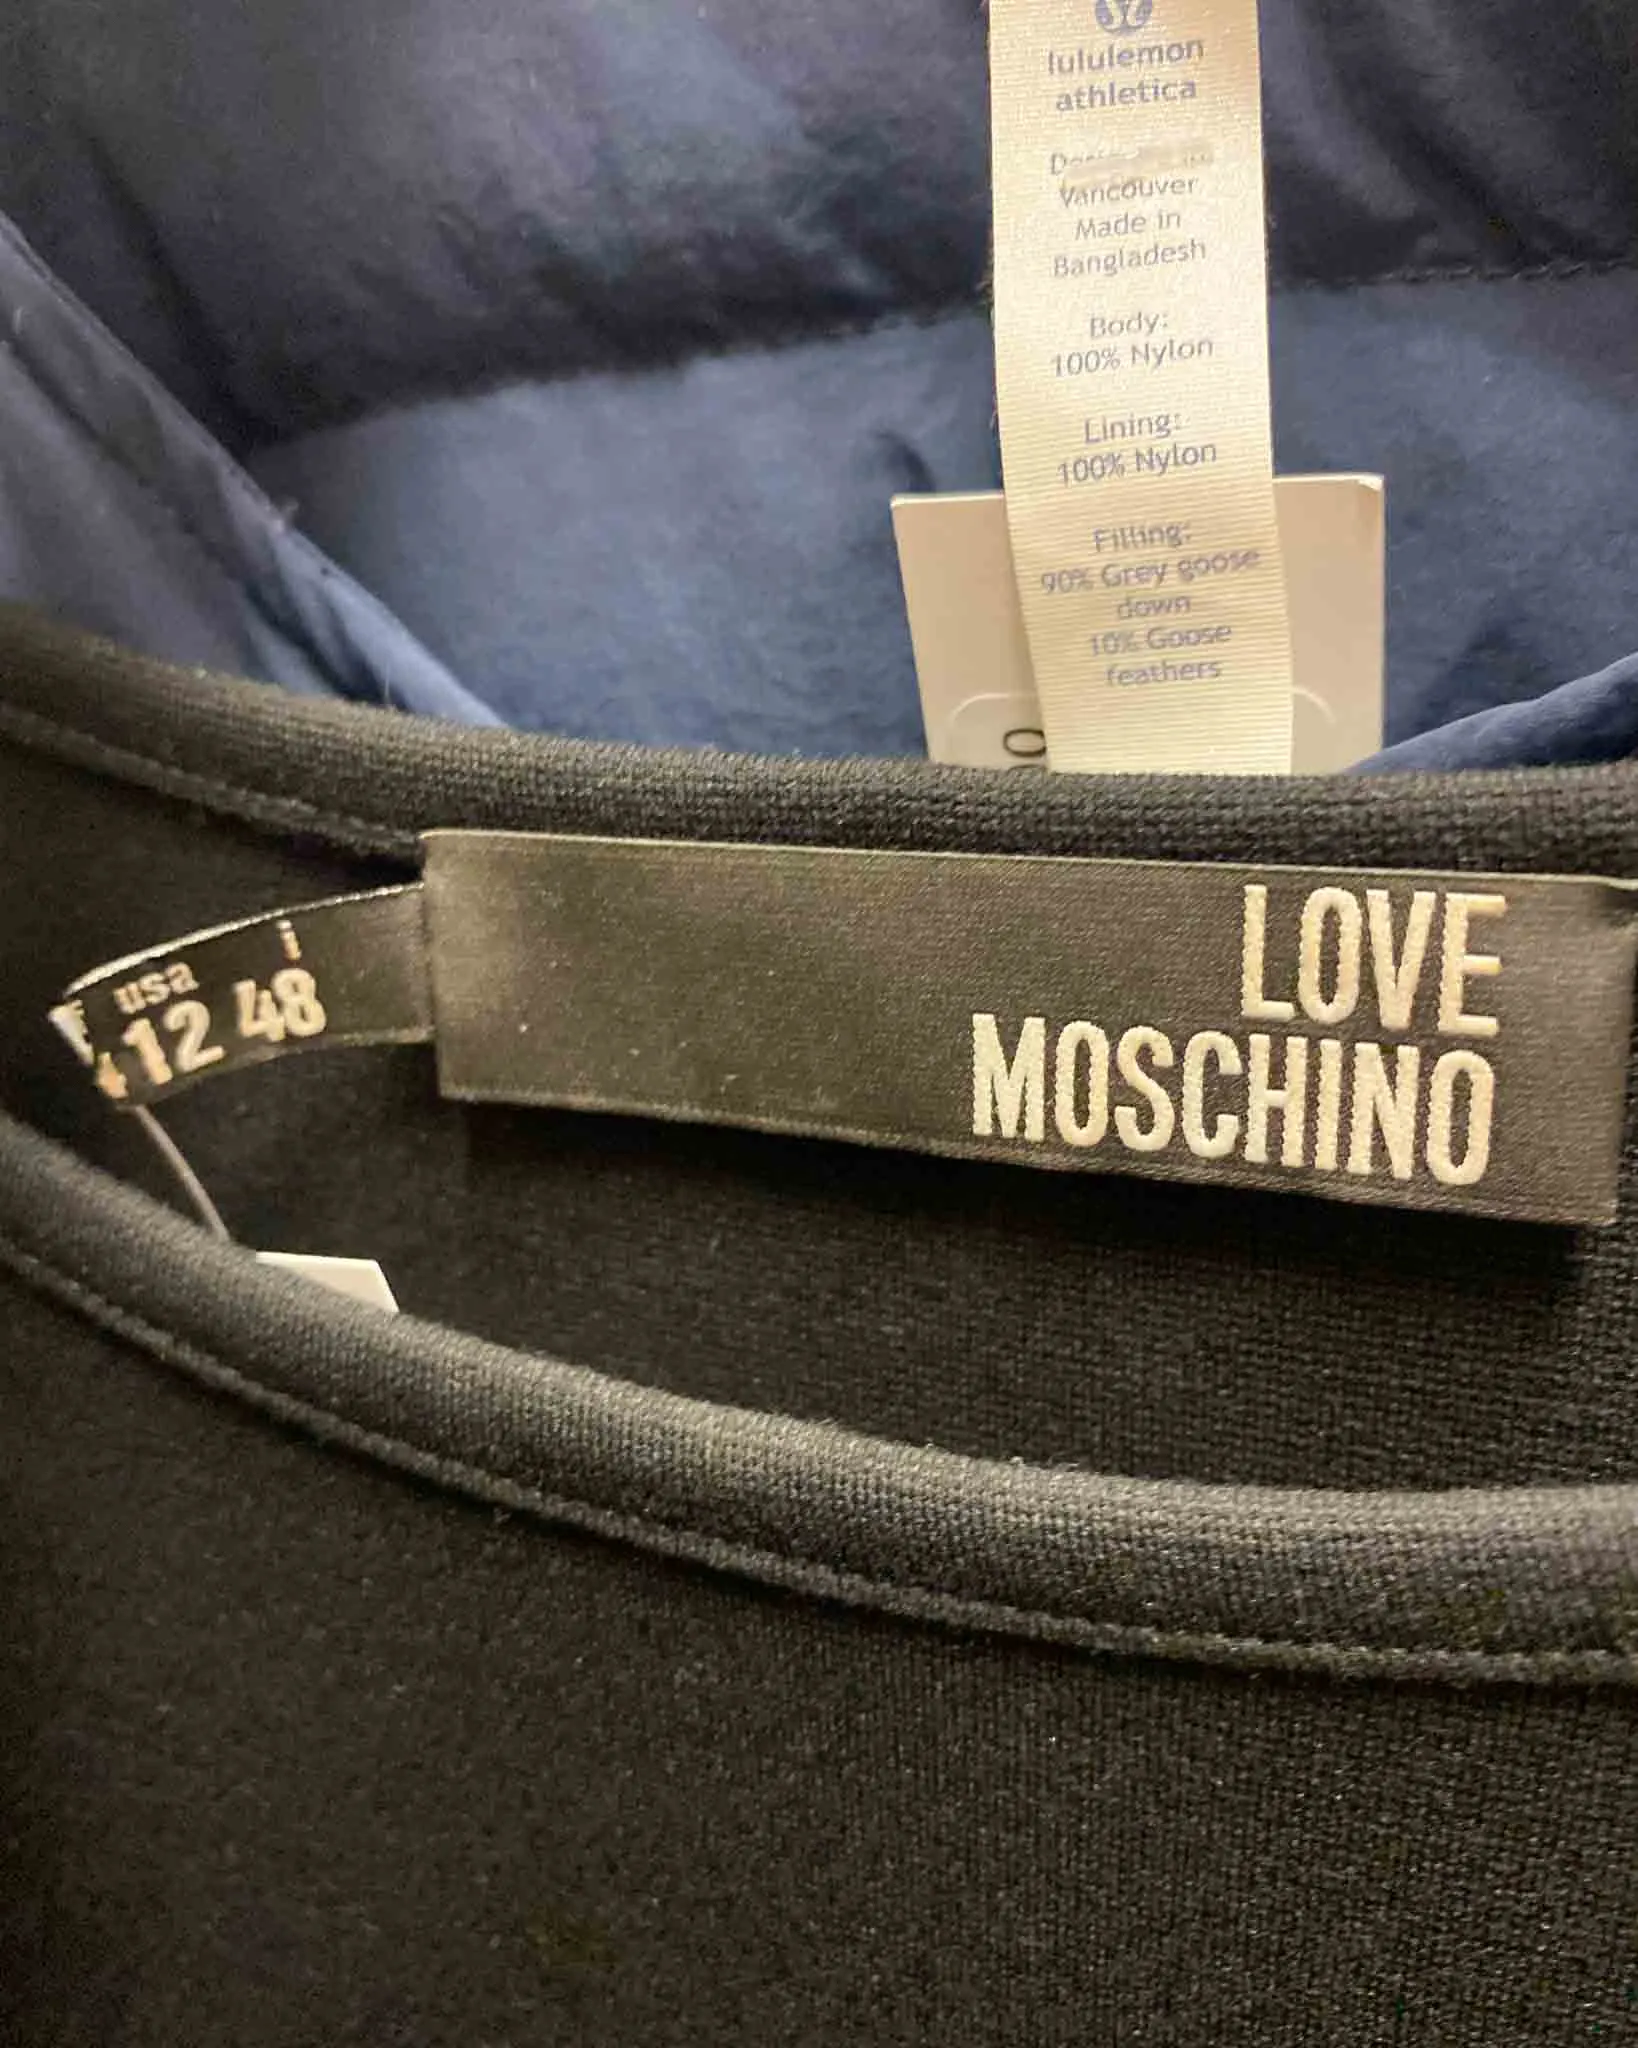 lululemon
athletica
Vancouver
Made in
Bangladesh
Body:
100% Nylon
Lining:
100% Nylon
Filling:
90% Grey goose
down
10% Goose
feathers
LOVE
MOSCHINO
usa i
12 48